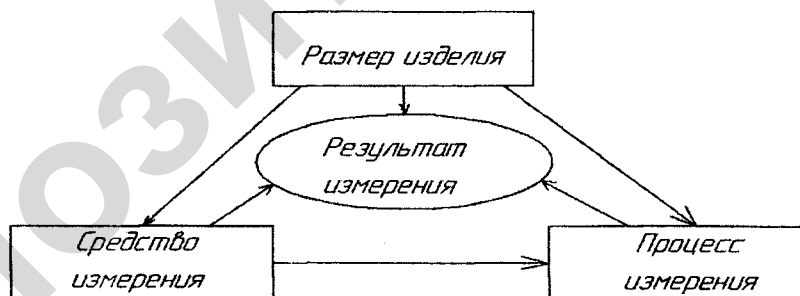 Размер изделия
Результат
измерения
Средство
измерения
Процесс
измерения